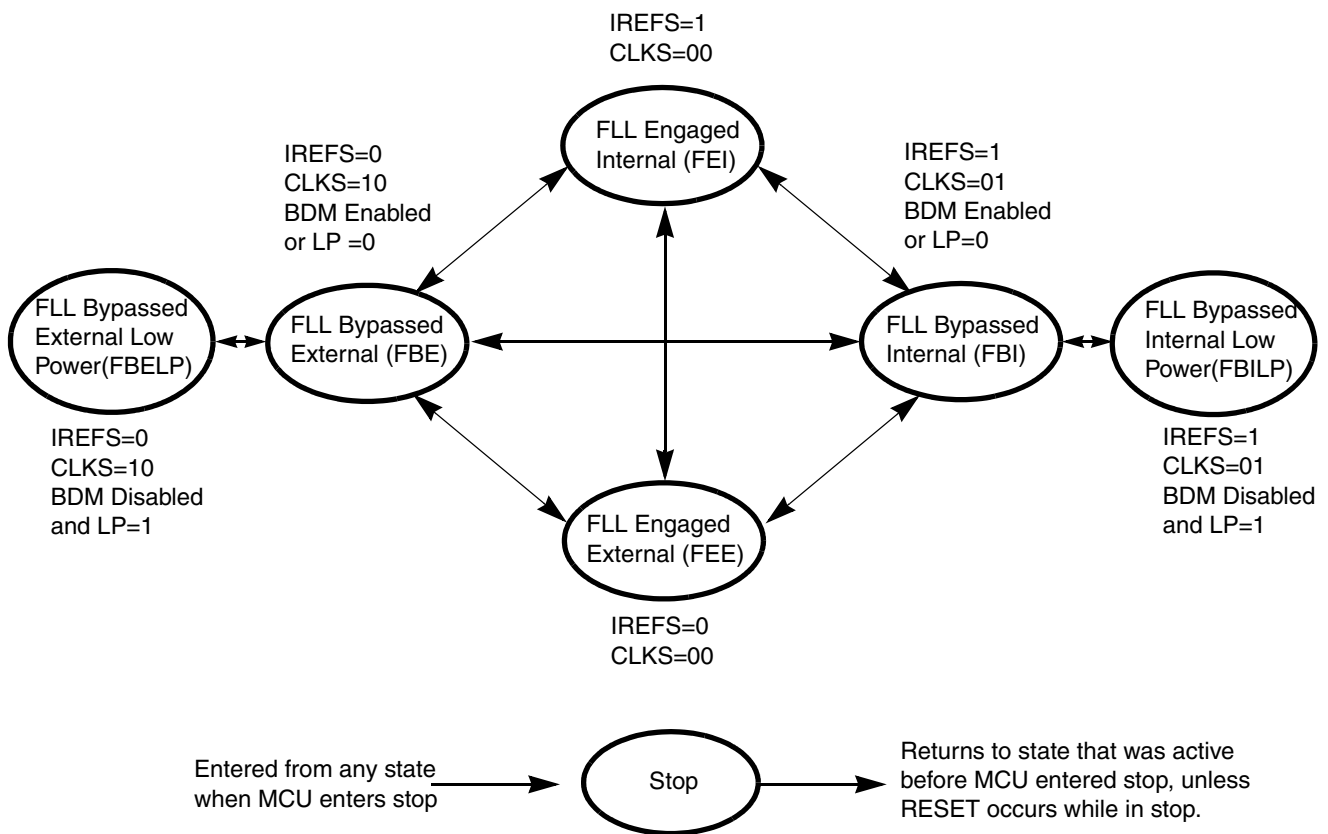 IREFS=1
CLKS=00
FLL Engaged
Internal (FEI)
IREFS=0
CLKS=10
BDM Enabled
or LP =0
IREFS=1
CLKS=01
BDM Enabled
or LP=0
FLL Bypassed
External Low
Power(FBELP)
FLL Bypassed
External (FBE)
FLL Bypassed
Internal (FBI)
FLL Bypassed
Internal Low
Power(FBILP)
IREFS=0
CLKS=10
BDM Disabled
and LP=1
IREFS=1
CLKS=01
BDM Disabled
and LP=1
FLL Engaged
External (FEE)
IREFS=0
CLKS=00
Entered from any state
when MCU enters stop
Stop
Returns to state that was active
before MCU entered stop, unless
RESET occurs while in stop.